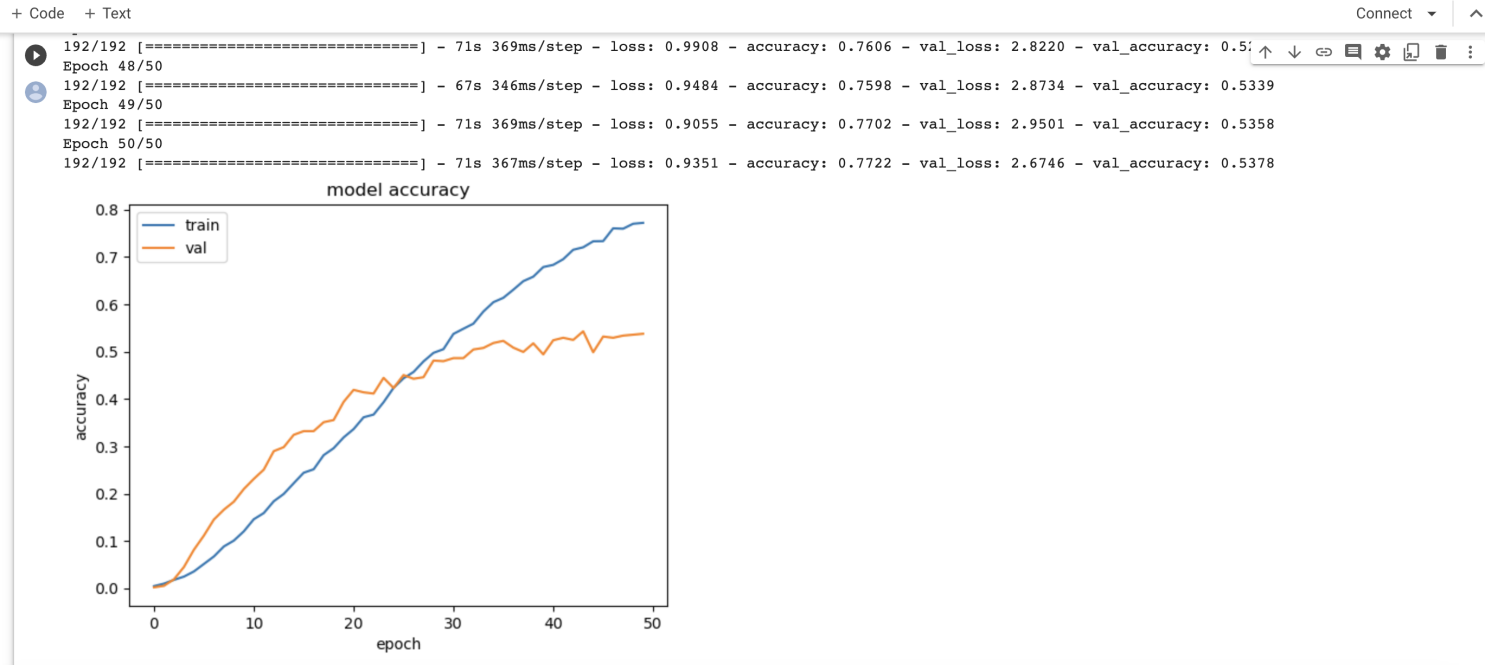 + Code + Text Connect
192/192 [==============================] - 71s 369ms/step - loss: 0.9908 - accuracy: 0.7606 - val_loss: 2.8220 - val_accuracy:
Epoch 48/50
192/192 [==============================] - 67s 346ms/step - loss: 0.9484 - accuracy: 0.7598 - val_loss: 2.8734 - val_accuracy: 0.5339
Epoch 49/50
192/192 [==============================] - 71s 369ms/step - loss: 0.9055 - accuracy: 0.7702 - val_loss: 2.9501 - val_accuracy: 0.5358
Epoch 50/50
192/192 [==============================] - 71s 367ms/step - loss: 0.9351 - accuracy: 0.7722 - val_loss: 2.6746 - val_accuracy: 0.5378
model accuracy
train
val
0.8
0.7
0.6
0.5
0.4
0.3
0.2
0.1
0.0
accuracy
0 10 20 30 40 50
epoch